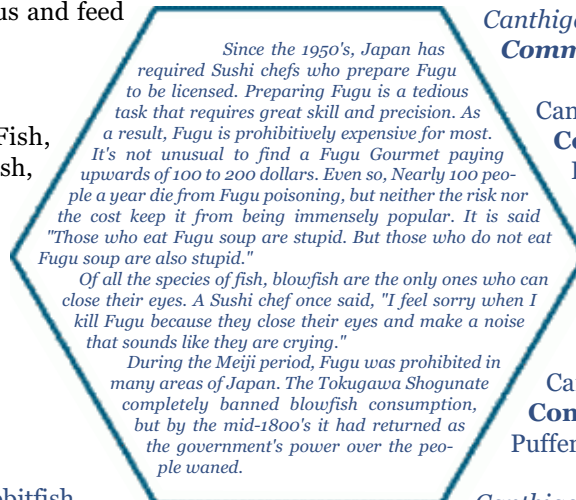 us and feed
Fish,
sh,
Since the 1950's, Japan has
required Sushi chefs who prepare Fugu
to be licensed. Preparing Fugu is a tedious
task that requires great skill and precision. As
a result, Fugu is prohibitively expensive for most.
It's not unusual to find a Fugu Gourmet paying
upwards of 100 to 200 dollars. Even so, Nearly 100 peo-
ple a year die from Fugu poisoning, but neither the risk nor
the cost keep it from being immensely popular. It is said
"Those who eat Fugu soup are stupid. But those who do not eat
Fugu soup are also stupid."
Of all the species of fish, blowfish are the only ones who can
close their eyes. A Sushi chef once said, "I feel sorry when I
kill Fugu because they close their eyes and make a noise
that sounds like they are crying."
During the Meiji period, Fugu was prohibited in
many areas of Japan. The Tokugawa Shogunate
completely banned blowfish consumption,
but by the mid-1800's it had returned as
the government's power over the peo-
ple waned.
Canthig
Comm
Can
Co
Ca
Com
Puffer